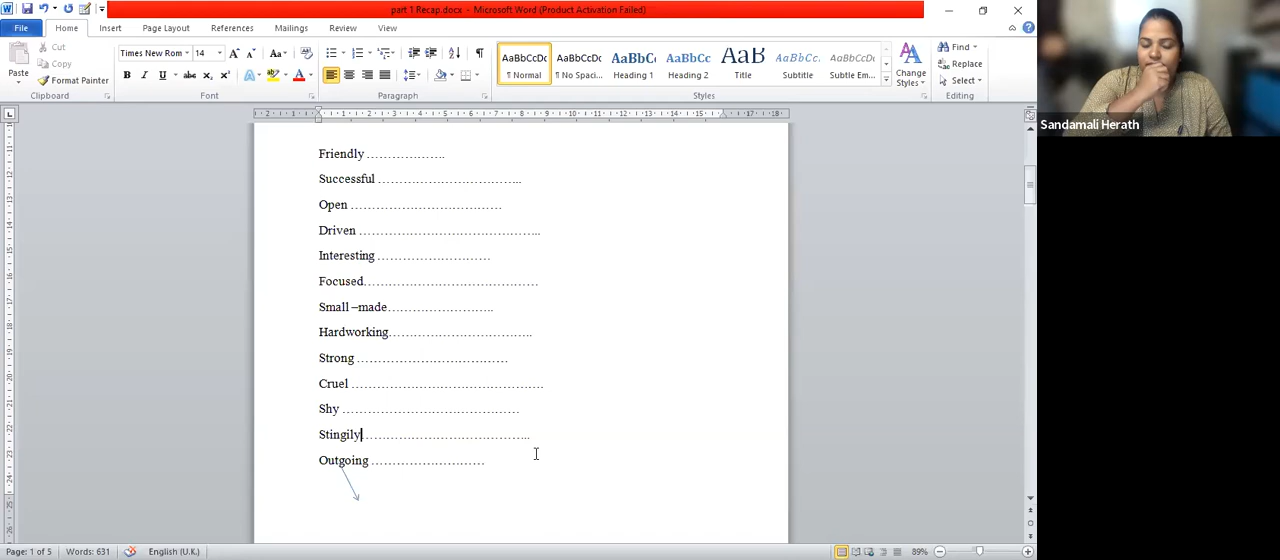 part 1 Recap.docx - Microsoft Word (Product Activation Failed)
File Home Insert Page Layout References Mailings Review View
Cut
Copy
Paste
Format Painter
Clipboard
Times New Rom 14
Font
Paragraph
AaBbCcDc AaBbCcDc AaBbC AaBbCc AaB AaBbCc. AaBbCcDc
¶ Normal ¶ No Spaci... Heading 1 Heading 2 Title Subtitle Subtle Em...
Styles
Change
Styles
Find
Replace
Select
Editing
Sandamali Herath
Friendly ……………….
Successful ……………………………..
Open ………………………………
Driven ………………………………………..
Interesting …………………………
Focused……………………………………
Small –made…………………….
Hardworking……………………………..
Strong ………………………………
Cruel ……………………………………….
Shy …………………………………
Stingily…………………………………..
Outgoing ………………………
Page: 1 of 5 Words: 631 English (U.K.) 89%